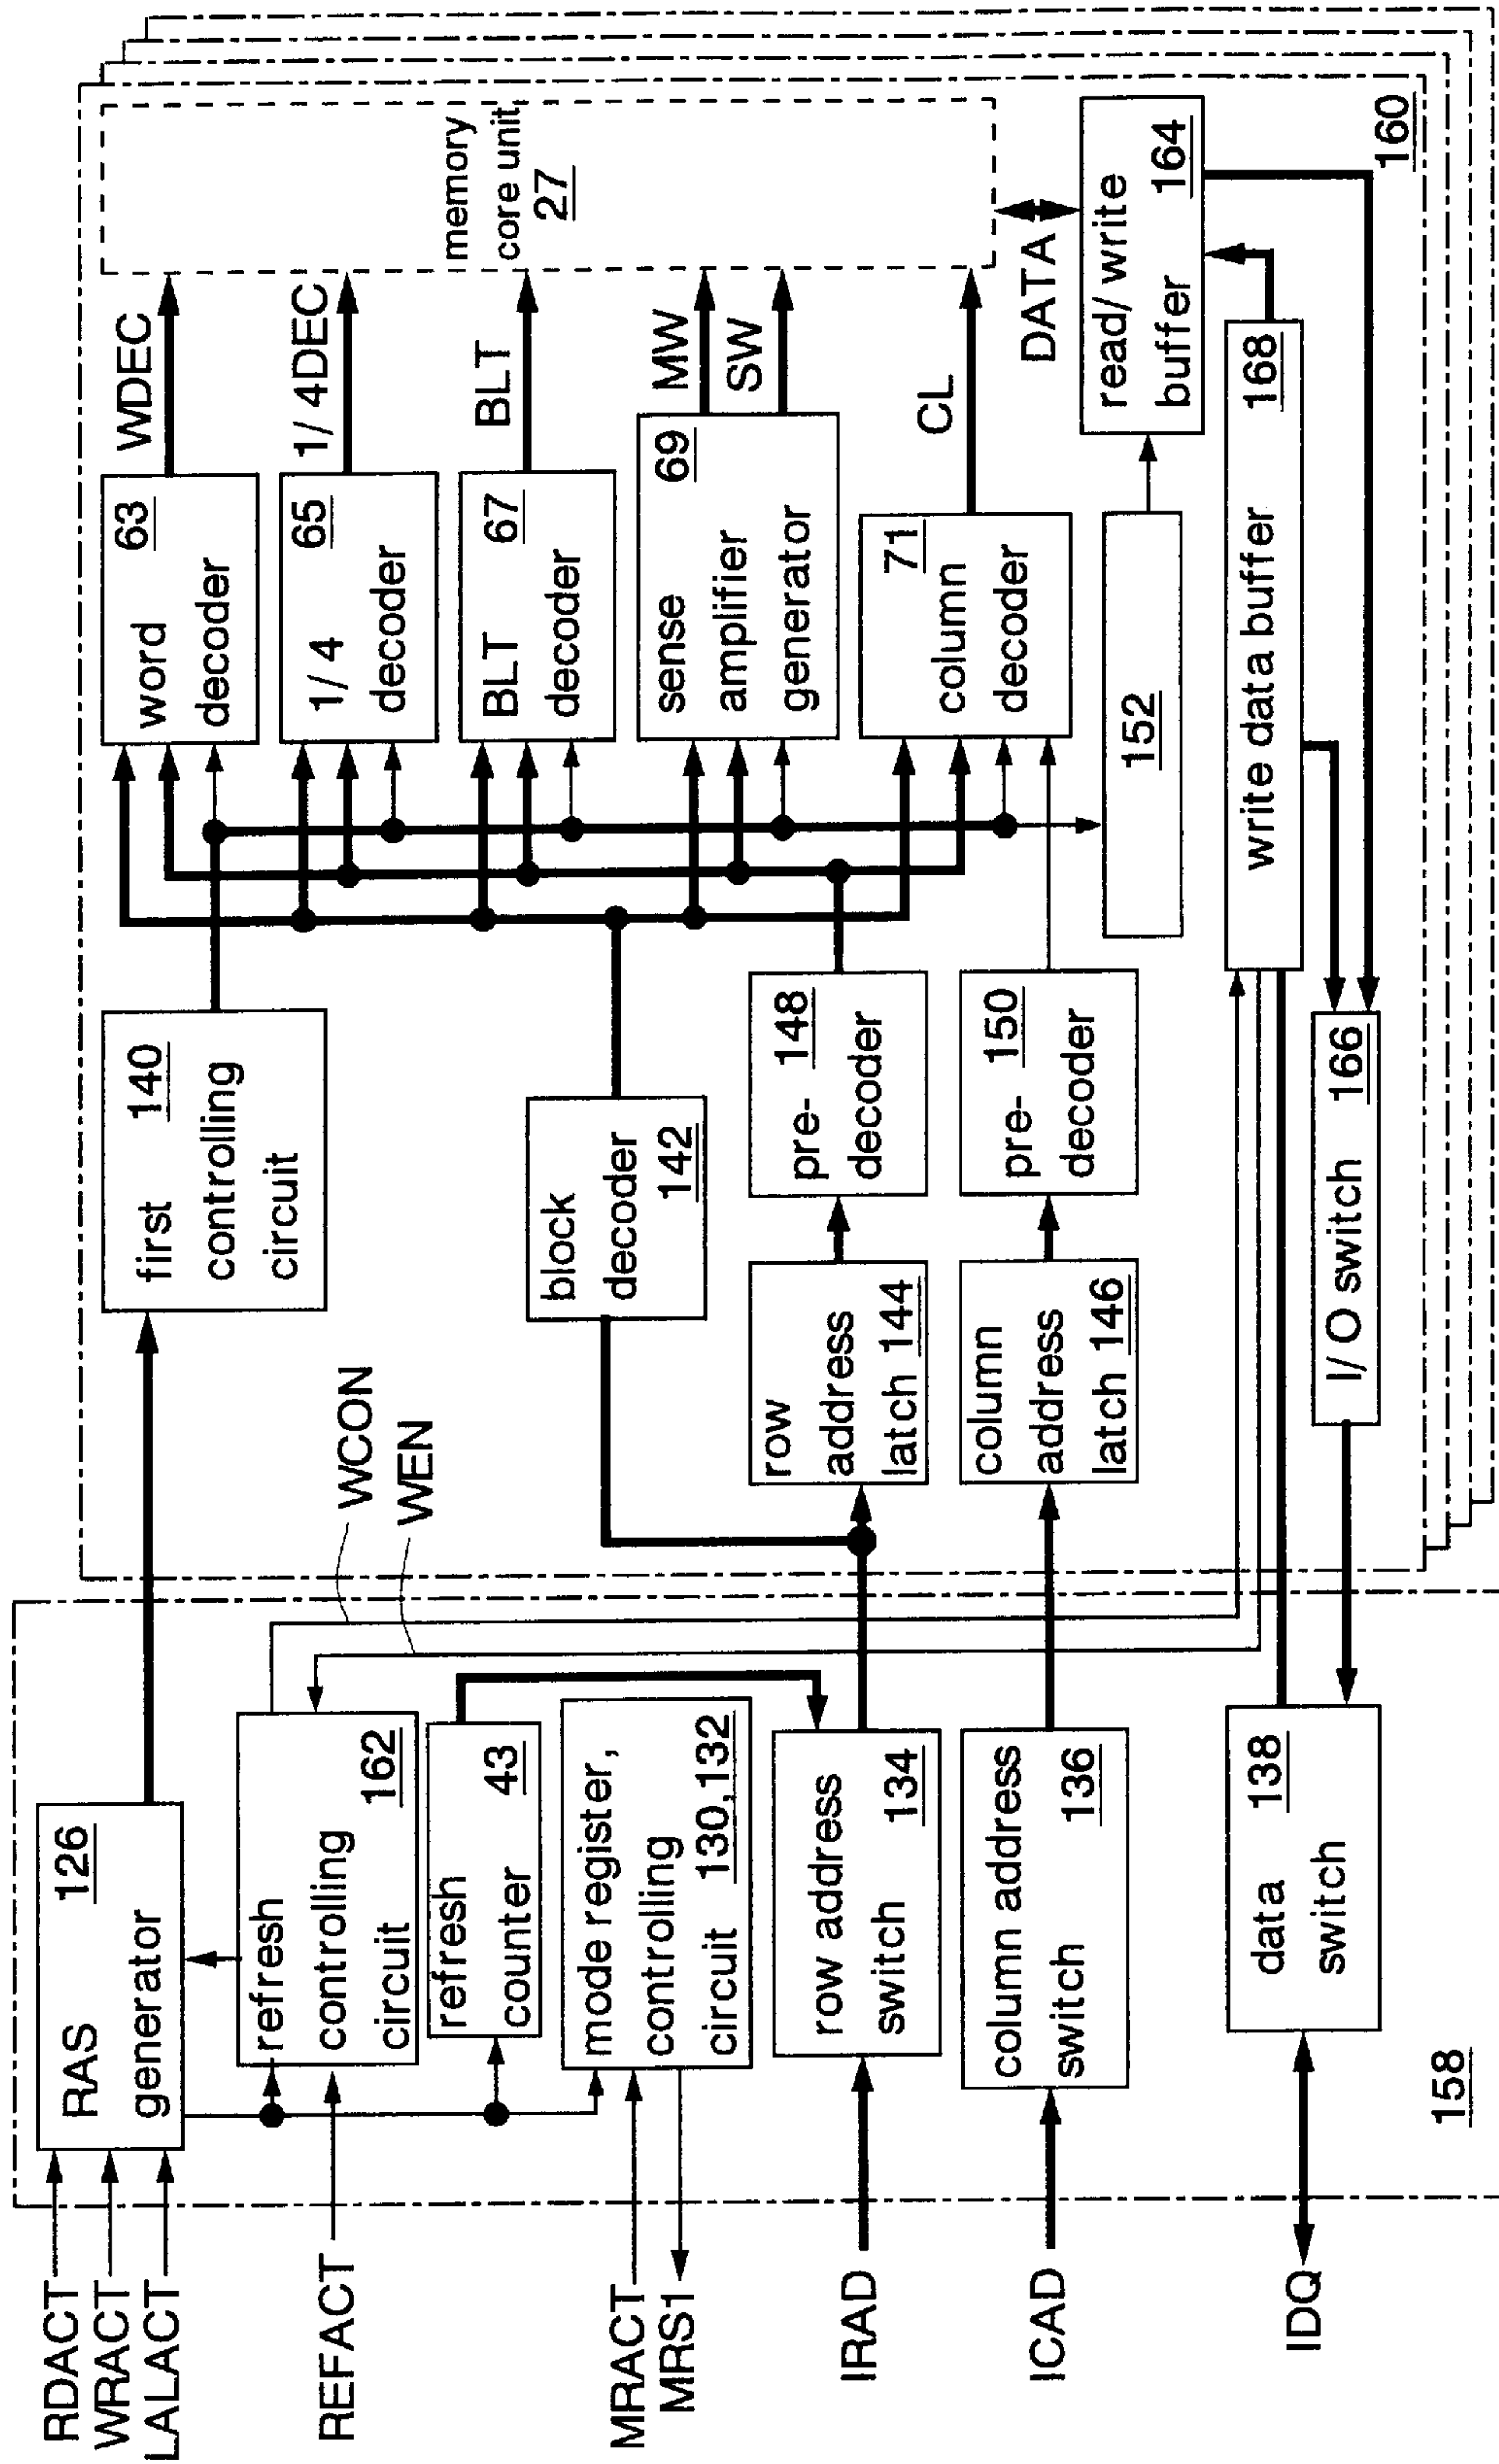 RDACT
WRACT
LALACT
REFACT
MRACT
MRS1
IRAD
ICAD
IDQ
RAS 126
generator
refresh
controlling
circuit 162
refresh
counter 43
mode register,
controlling
circuit 130,132
row address
switch 134
column address
switch 136
data 138
switch
158
WCON
WEN
first 140
controlling
circuit
block
decoder
142
row
address
latch 144
column
address
latch 146
pre- 148
decoder
pre- 150
decoder
I/O switch 166
word 63
decoder
1/4 65
decoder
BLT 67
decoder
sense 69
amplifier
generator
71
column
decoder
152
write data buffer 168
WDEC
1/4DEC
BLT
MW
SW
CL
DATA
memory
core unit
27
read/write
buffer 164
160